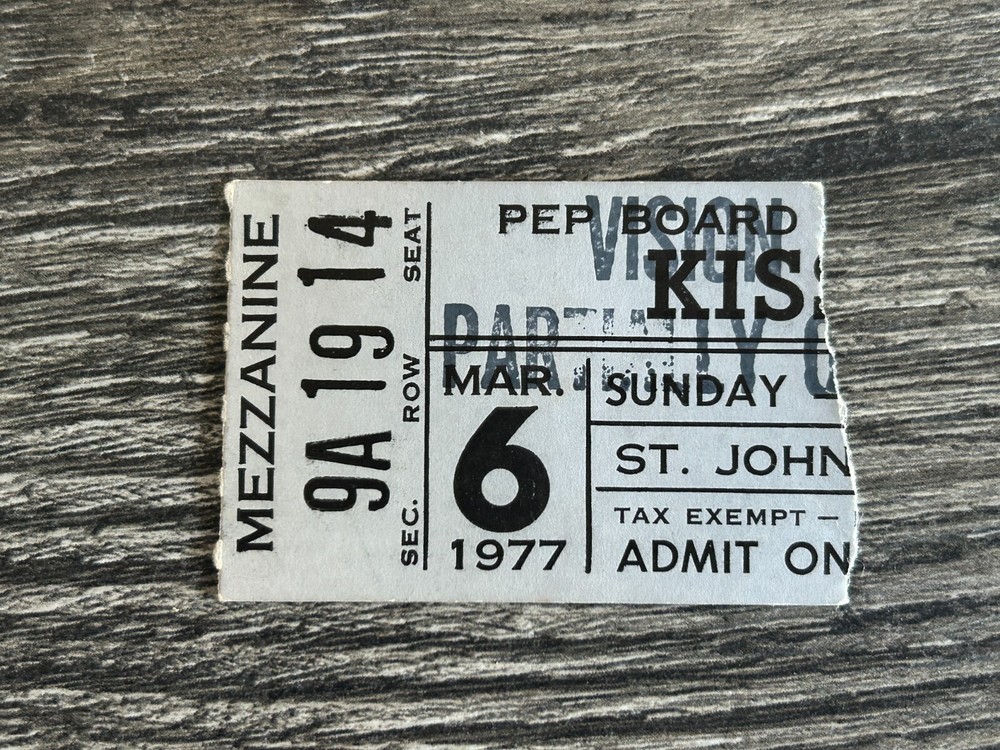 MEZZANINE
9A 19 14
SEC. ROW SEAT
PEP BOARD
VISION
KIS
MAR.
6
1977
SUNDAY
ST. JOHN
TAX EXEMPT —
ADMIT ON